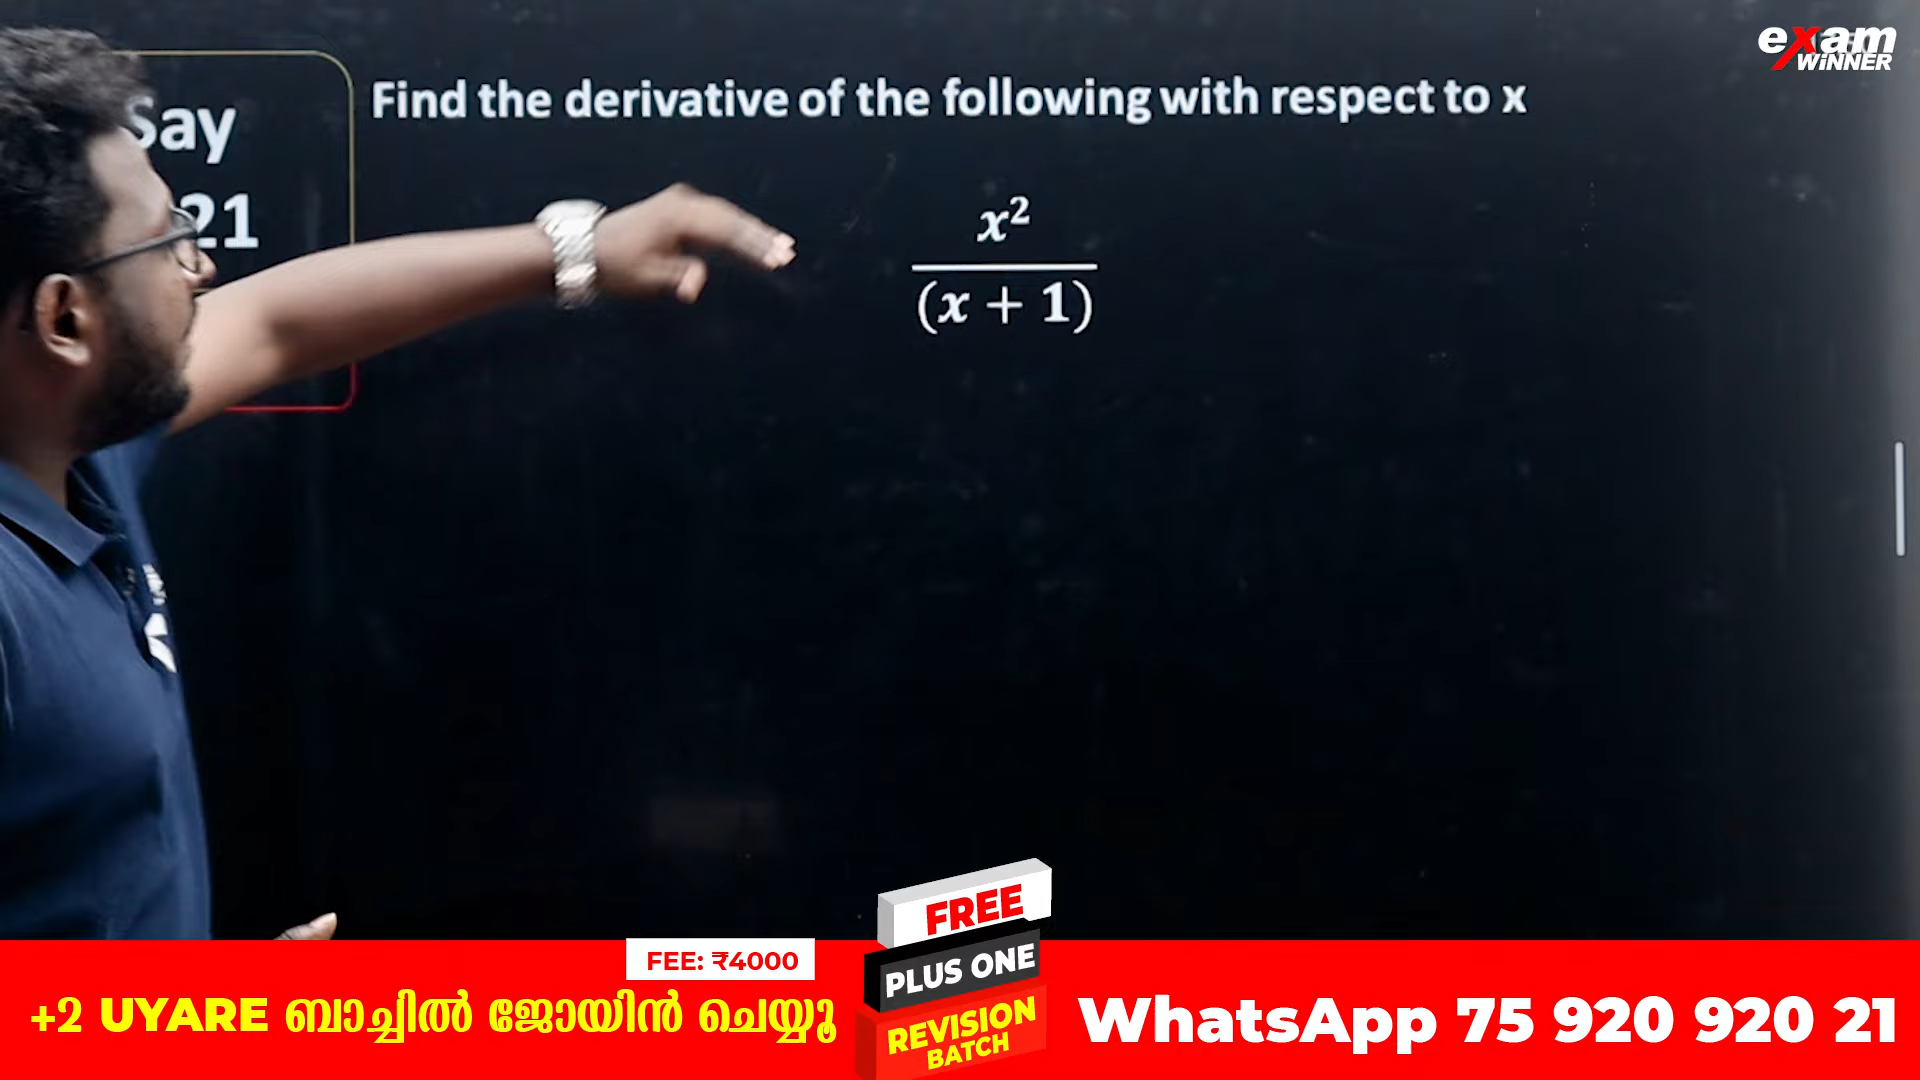 exam
WiNNER
Say
21
Find the derivative of the following with respect to x
x²
(x + 1)
FEE: ₹4000
+2 UYARE ബാച്ചിൽ ജോയിൻ ചെയ്യൂ
FREE
PLUS ONE
REVISION
BATCH
WhatsApp 75 920 920 21